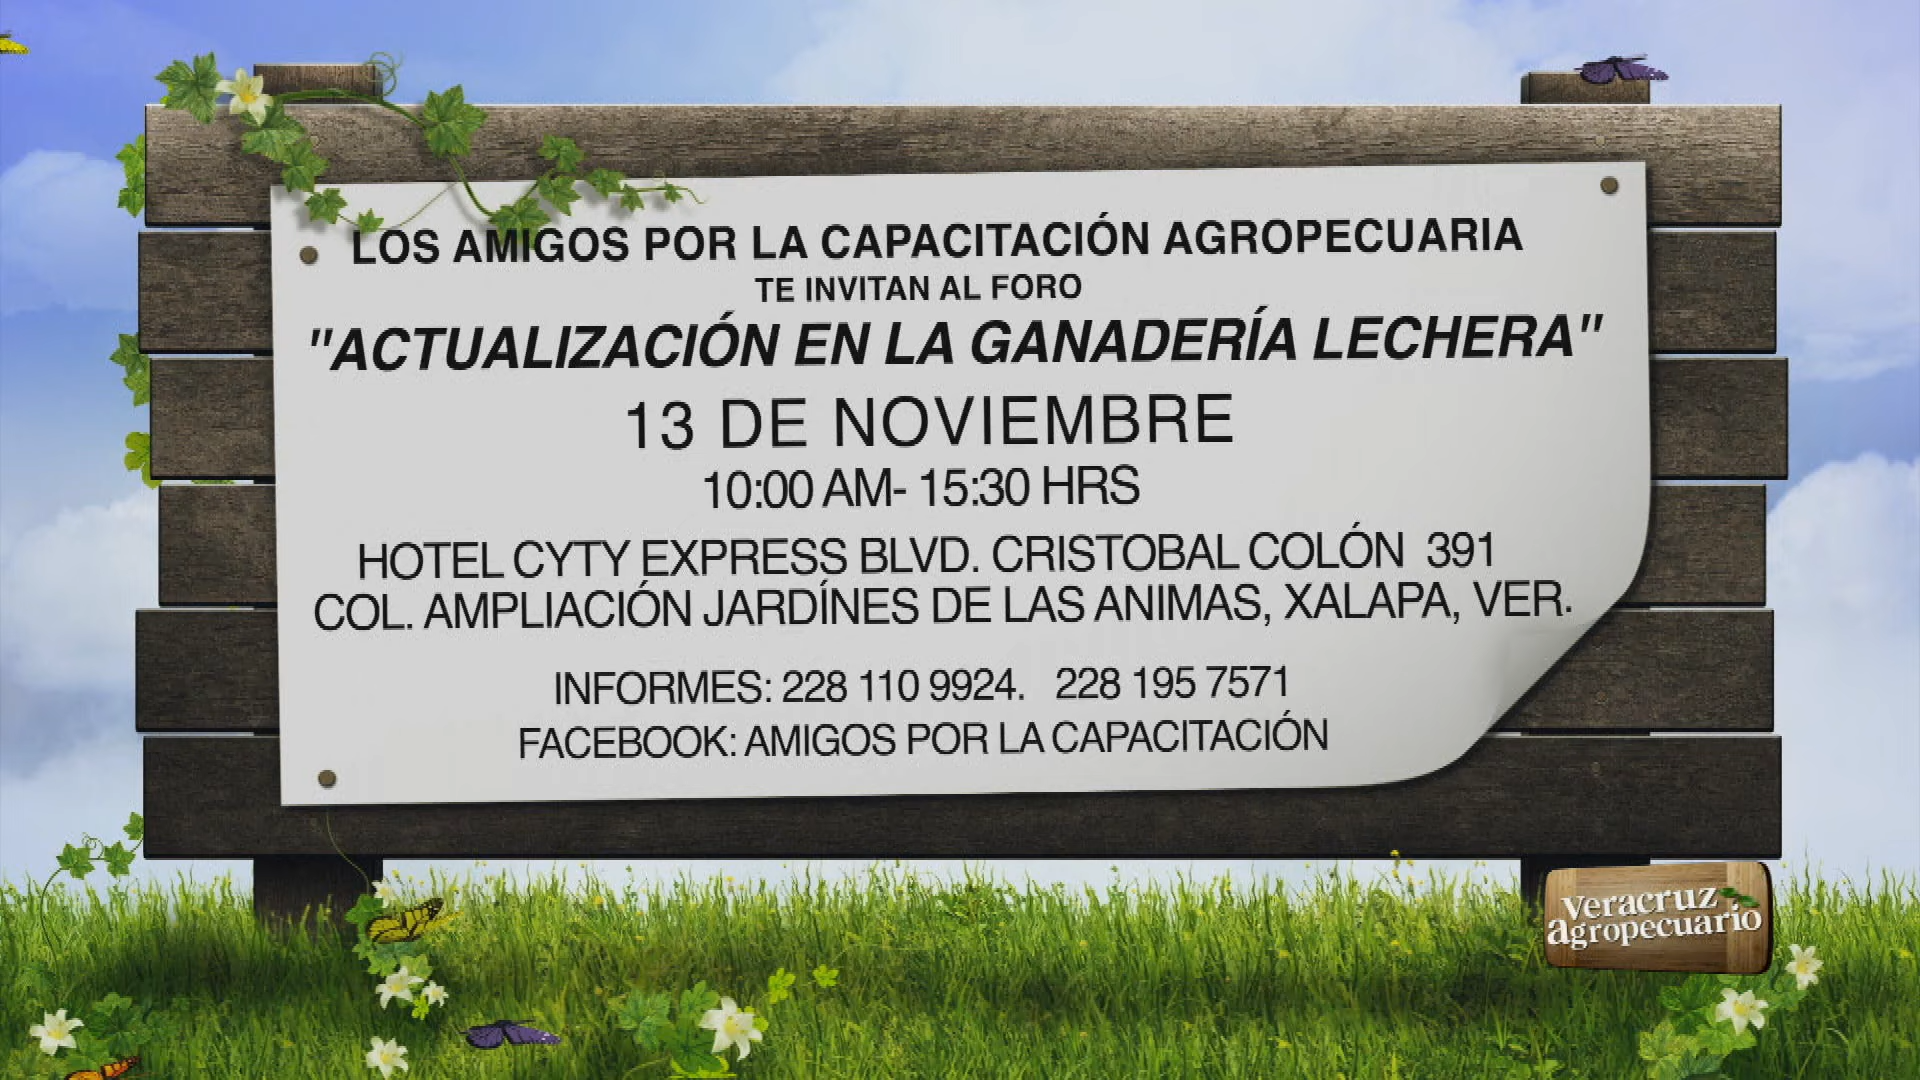 LOS AMIGOS POR LA CAPACITACIÓN AGROPECUARIA
TE INVITAN AL FORO
"ACTUALIZACIÓN EN LA GANADERÍA LECHERA"
13 DE NOVIEMBRE
10:00 AM- 15:30 HRS
HOTEL CYTY EXPRESS BLVD. CRISTOBAL COLÓN 391
COL. AMPLIACIÓN JARDÍNES DE LAS ANIMAS, XALAPA, VER.
INFORMES: 228 110 9924. 228 195 7571
FACEBOOK: AMIGOS POR LA CAPACITACIÓN
veracruz
agropecuario